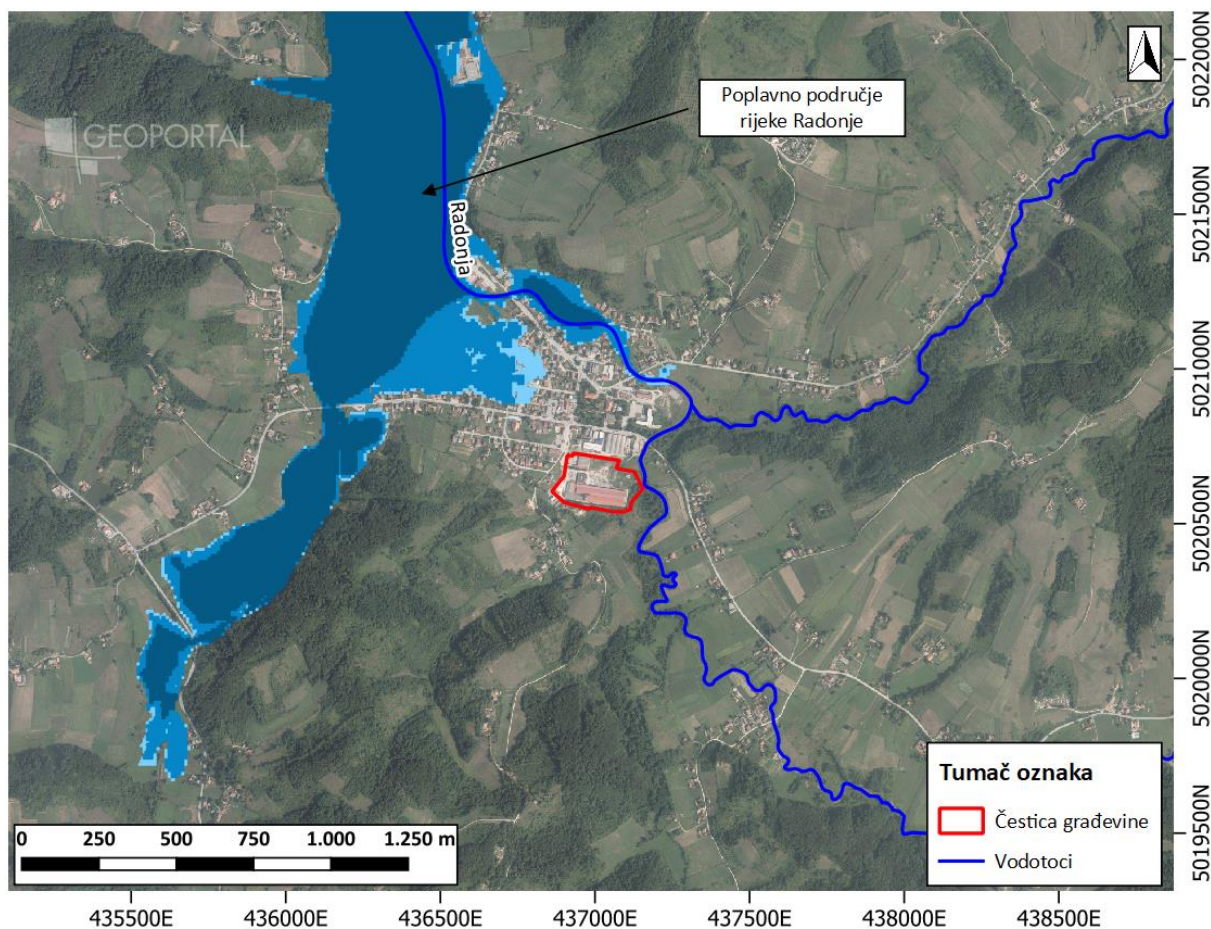 Poplavno područje
rijeke Radonje
GEOPORTAL
Radonja
5022000N
5021500N
5021000N
5020500N
5020000N
5019500N
Tumač oznaka
Čestica građevine
Vodotoci
0 250 500 750 1.000 1.250 m
435500E 436000E 436500E 437000E 437500E 438000E 438500E